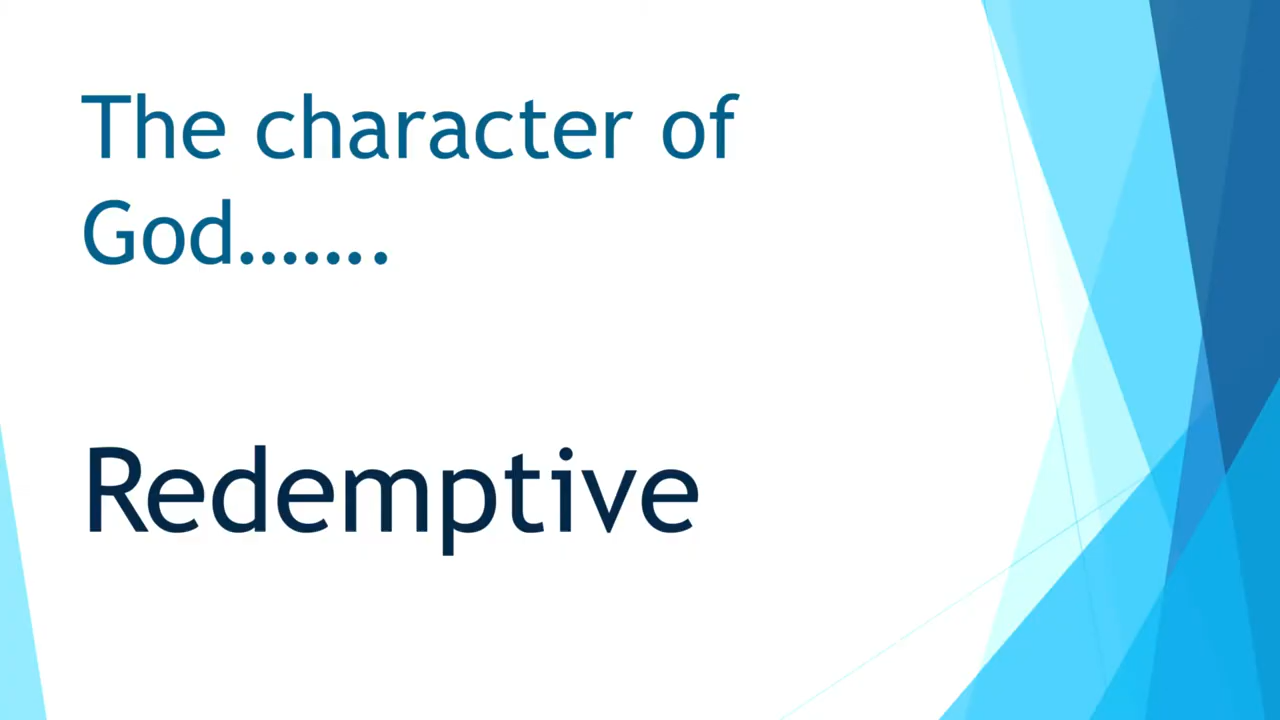 The character of
God.......
Redemptive